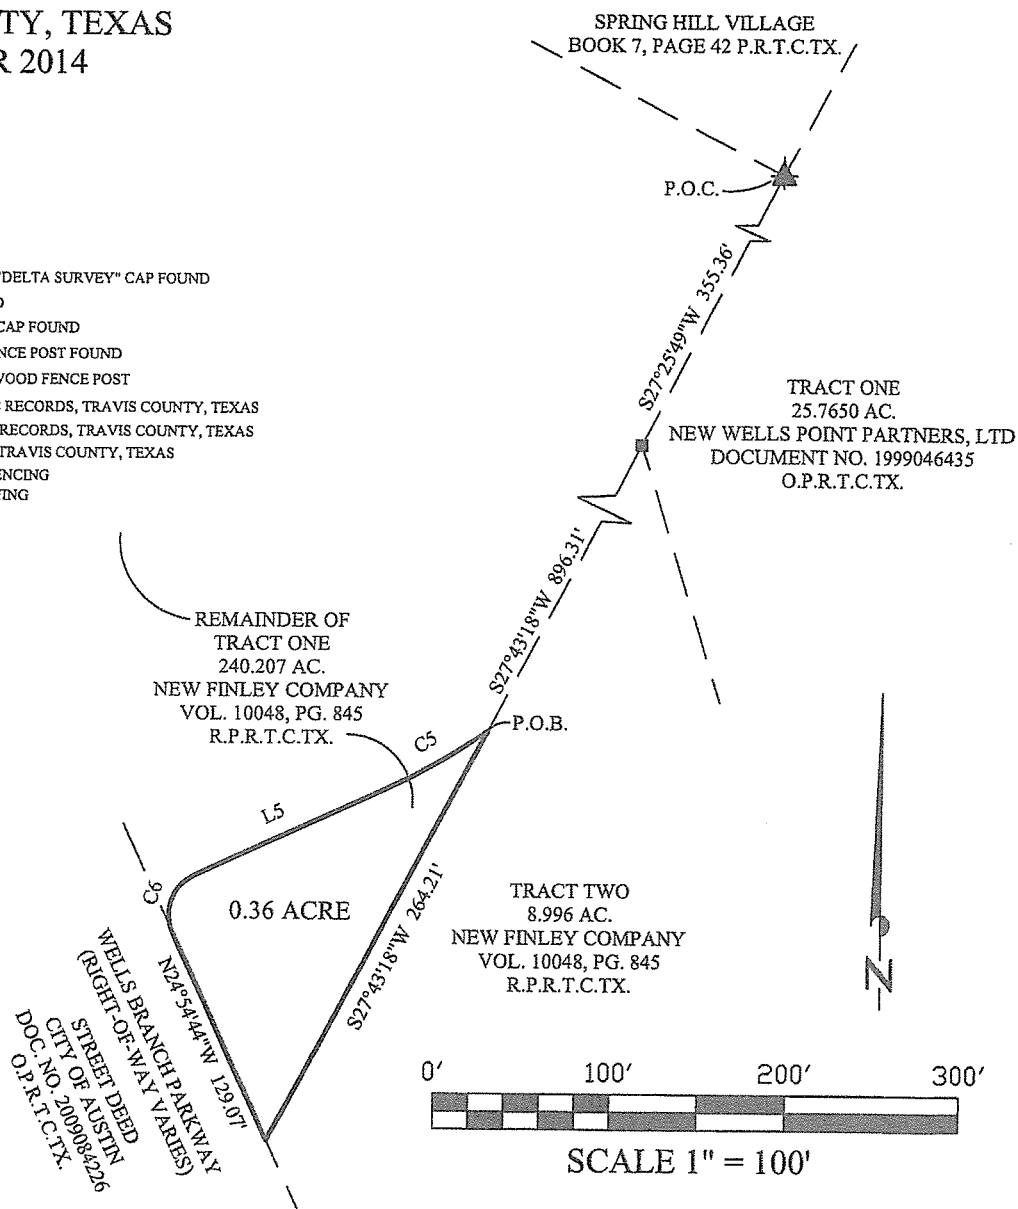 TY, TEXAS
R 2014
SPRING HILL VILLAGE
BOOK 7, PAGE 42 P.R.T.C.TX.
P.O.C.
"DELTA SURVEY" CAP FOUND
CAP FOUND
NCE POST FOUND
WOOD FENCE POST
RECORDS, TRAVIS COUNTY, TEXAS
RECORDS, TRAVIS COUNTY, TEXAS
TRAVIS COUNTY, TEXAS
ENCING
S27°25'49"W 355.36'
TRACT ONE
25.7650 AC.
NEW WELLS POINT PARTNERS, LTD
DOCUMENT NO. 1999046435
O.P.R.T.C.TX.
S27°43'18"W 896.31'
REMAINDER OF
TRACT ONE
240.207 AC.
NEW FINLEY COMPANY
VOL. 10048, PG. 845
R.P.R.T.C.TX.
P.O.B.
C5
L5
C6
0.36 ACRE
S27°43'18"W 264.21'
TRACT TWO
8.996 AC.
NEW FINLEY COMPANY
VOL. 10048, PG. 845
R.P.R.T.C.TX.
N24°54'44"W 129.07'
WELLS BRANCH PARKWAY
(RIGHT-OF-WAY VARIES)
STREET DEED
CITY OF AUSTIN
DOC. NO. 2009084226
O.P.R.T.C.TX.
N
0' 100' 200' 300'
SCALE 1" = 100'